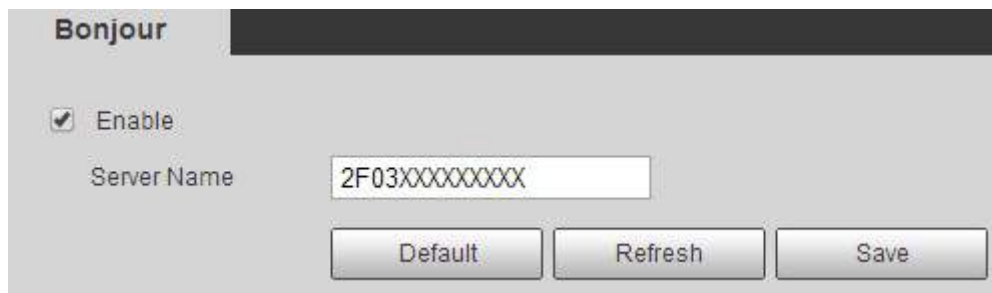 Bonjour
Enable
Server Name 2F03XXXXXXXXX
Default Refresh Save